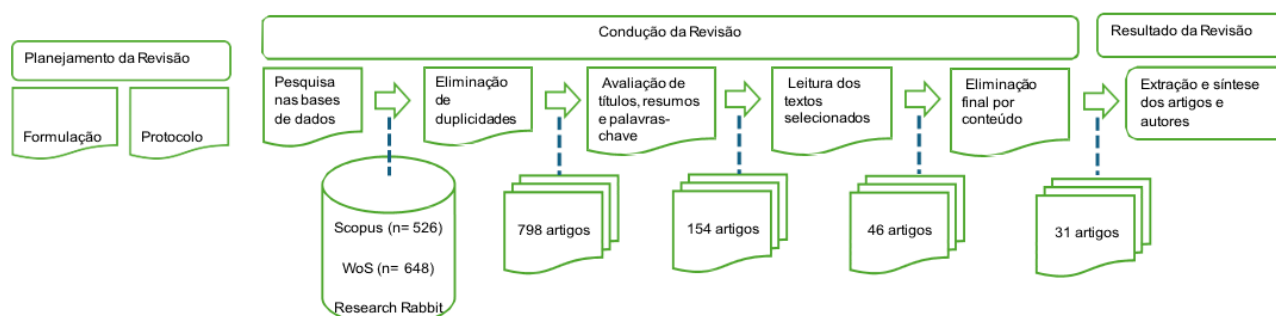 Planejamento da Revisão
Condução da Revisão
Resultado da Revisão
Formulação
Protocolo
Pesquisa
nas bases
de dados
Eliminação
de
duplicidades
Avaliação de
títulos, resumos
e palavras-
chave
Leitura dos
textos
selecionados
Eliminação
final por
conteúdo
Extração e síntese
dos artigos e
autores
Scopus (n= 526)
WoS (n= 648)
Research Rabbit
798 artigos
154 artigos
46 artigos
31 artigos